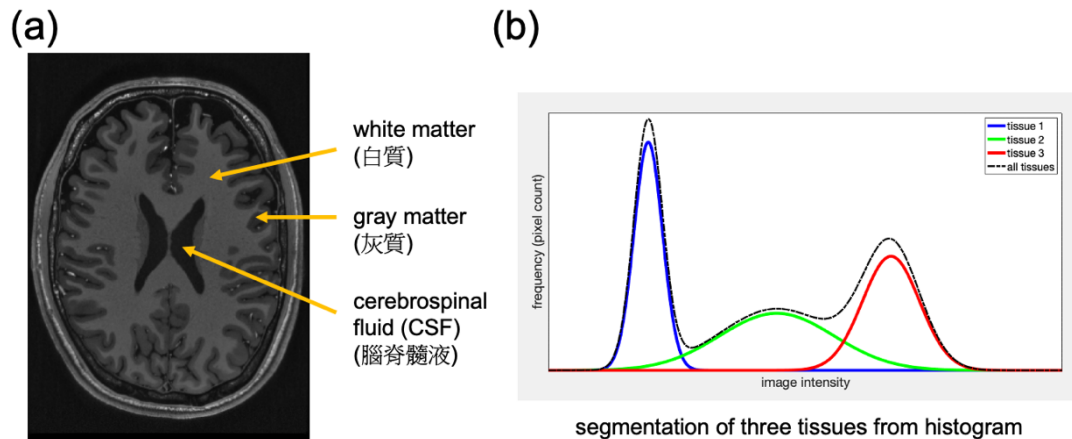 (a)
white matter
(白質)
gray matter
(灰質)
cerebrospinal
fluid (CSF)
(腦脊髓液)
(b)
tissue 1
tissue 2
tissue 3
all tissues
frequency (pixel count)
image intensity
segmentation of three tissues from histogram